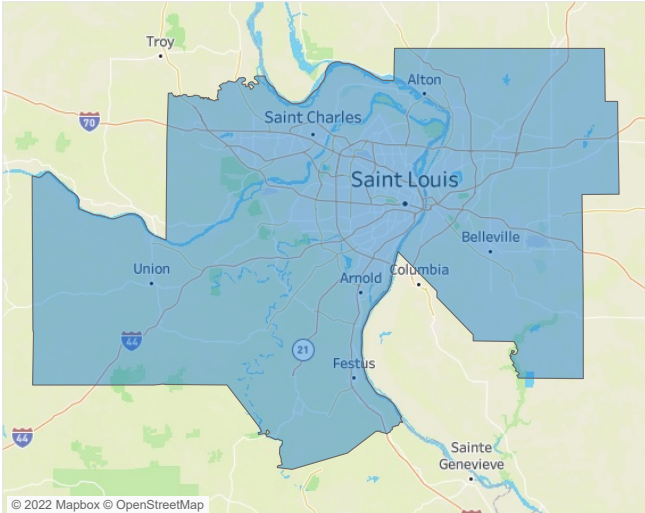 Troy
Alton
70
Saint Charles
Saint Louis
Belleville
Union
Arnold
Columbia
44
21
Festus
44
Sainte
Genevieve
© 2022 Mapbox © OpenStreetMap